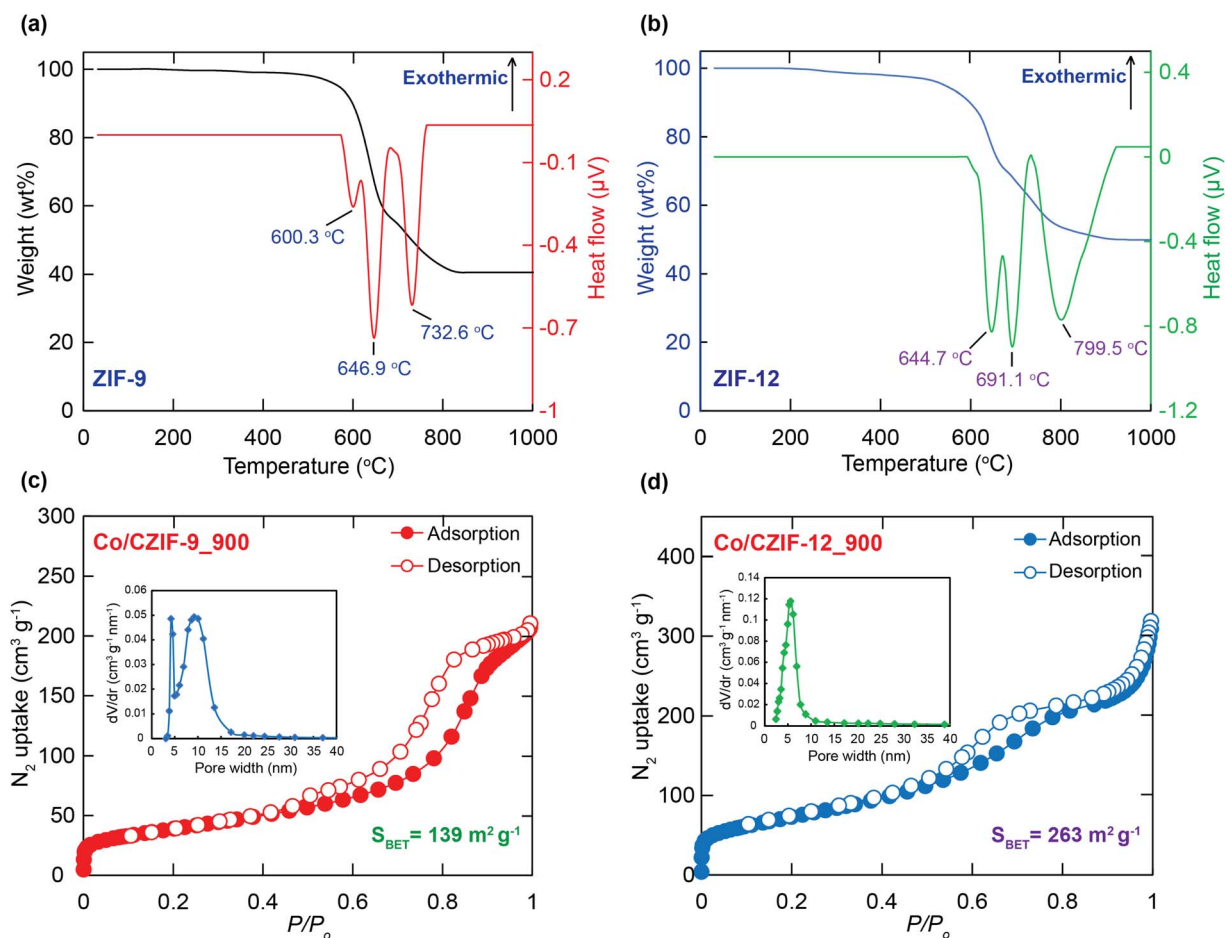 (a)
Exothermic
100
80
60
40
20
0
Weight (wt%)
0.2
-0.1
-0.4
-0.7
-1
Heat flow (µV)
600.3 °C
732.6 °C
646.9 °C
ZIF-9
0 200 400 600 800 1000
Temperature (°C)
(b)
Exothermic
100
80
60
40
20
0
Weight (wt%)
0.4
0
-0.4
-0.8
-1.2
Heat flow (µV)
644.7 °C
799.5 °C
691.1 °C
ZIF-12
0 200 400 600 800 1000
Temperature (°C)
(c)
300
250
200
150
100
50
0
N2 uptake (cm3 g-1)
Co/CZIF-9_900
Adsorption
Desorption
0.06
0.05
0.04
0.03
0.02
0.01
0
dV/dr (cm3 g-1 nm-1)
0 5 10 15 20 25 30 35 40
Pore width (nm)
SBET= 139 m2 g-1
0 0.2 0.4 0.6 0.8 1
P/Po
(d)
400
300
200
100
0
N2 uptake (cm3 g-1)
Co/CZIF-12_900
Adsorption
Desorption
0.14
0.12
0.08
0.06
0.04
0.02
0
dV/dr (cm3 g-1 nm-1)
0 5 10 15 20 25 30 35 40
Pore width (nm)
SBET= 263 m2 g-1
0 0.2 0.4 0.6 0.8 1
P/Po